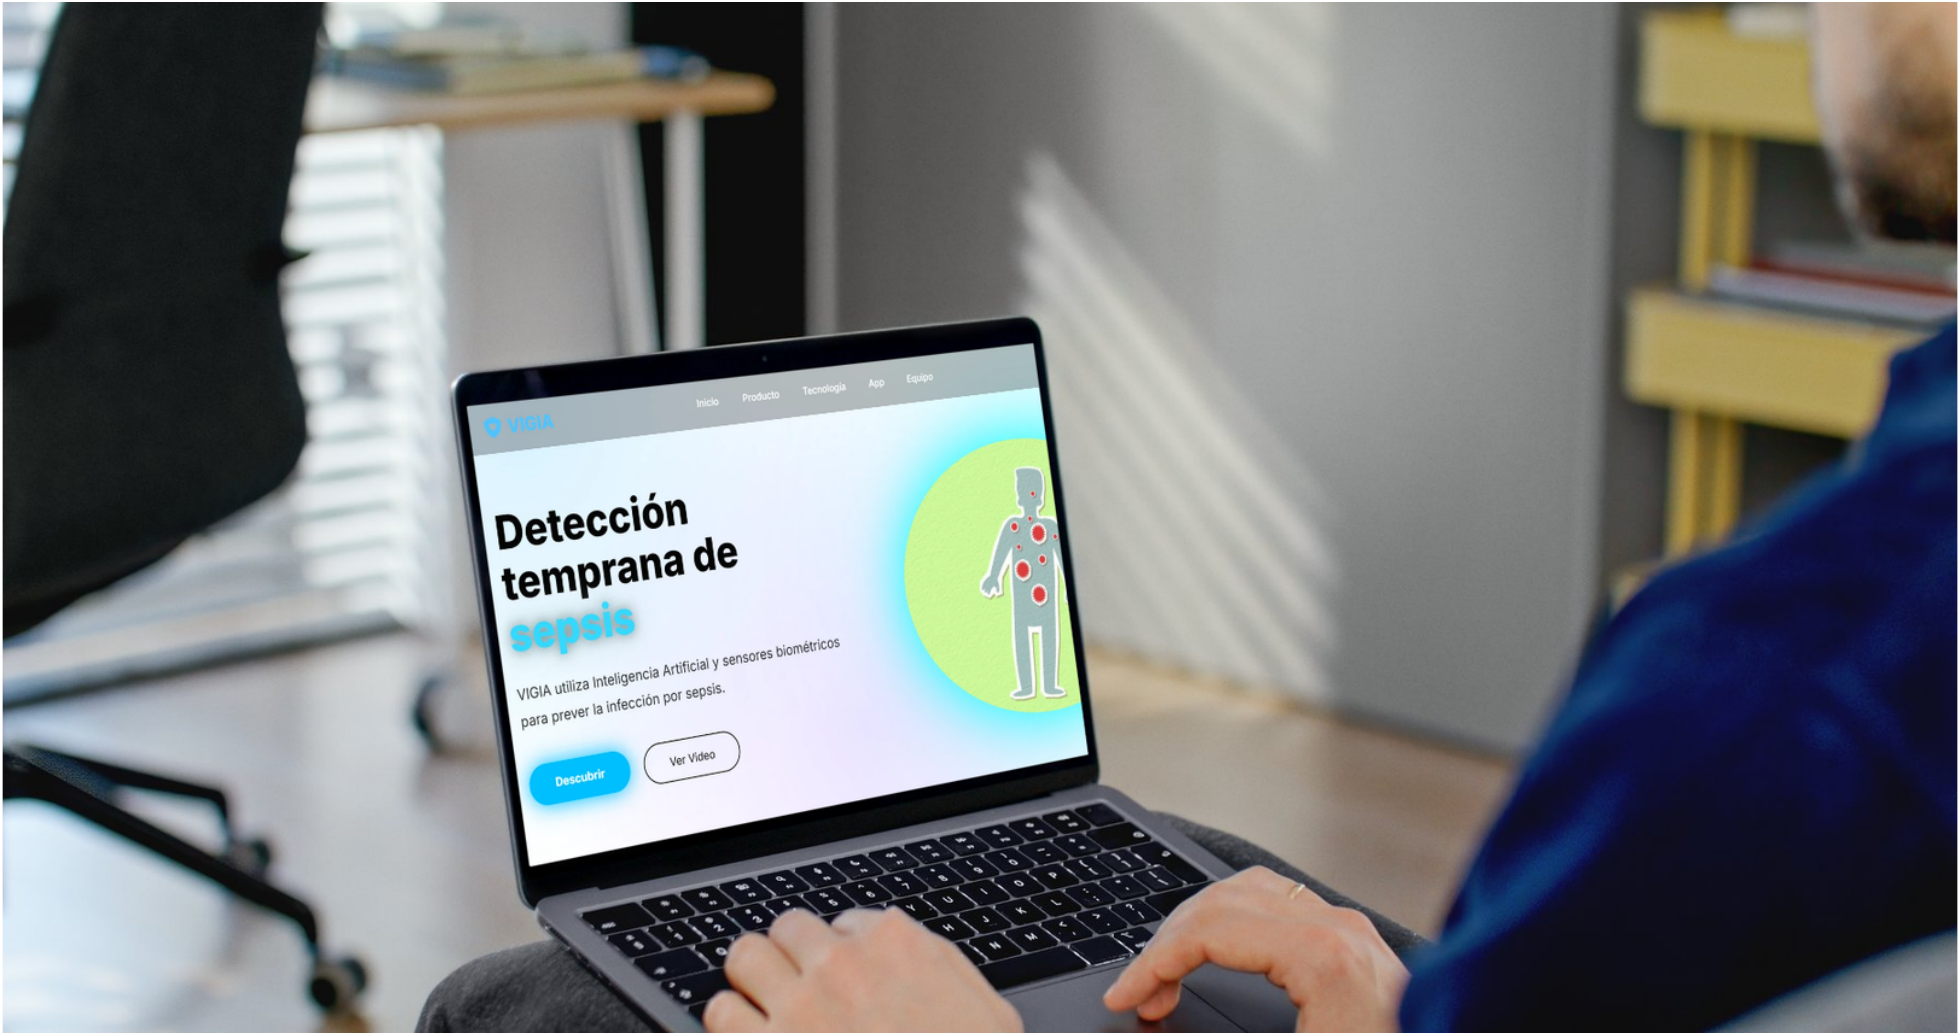 VIGIA
Inicio Producto Tecnología App Equipo
Detección
temprana de
sepsis
VIGIA utiliza Inteligencia Artificial y sensores biométricos
para prever la infección por sepsis.
Descubrir Ver Video